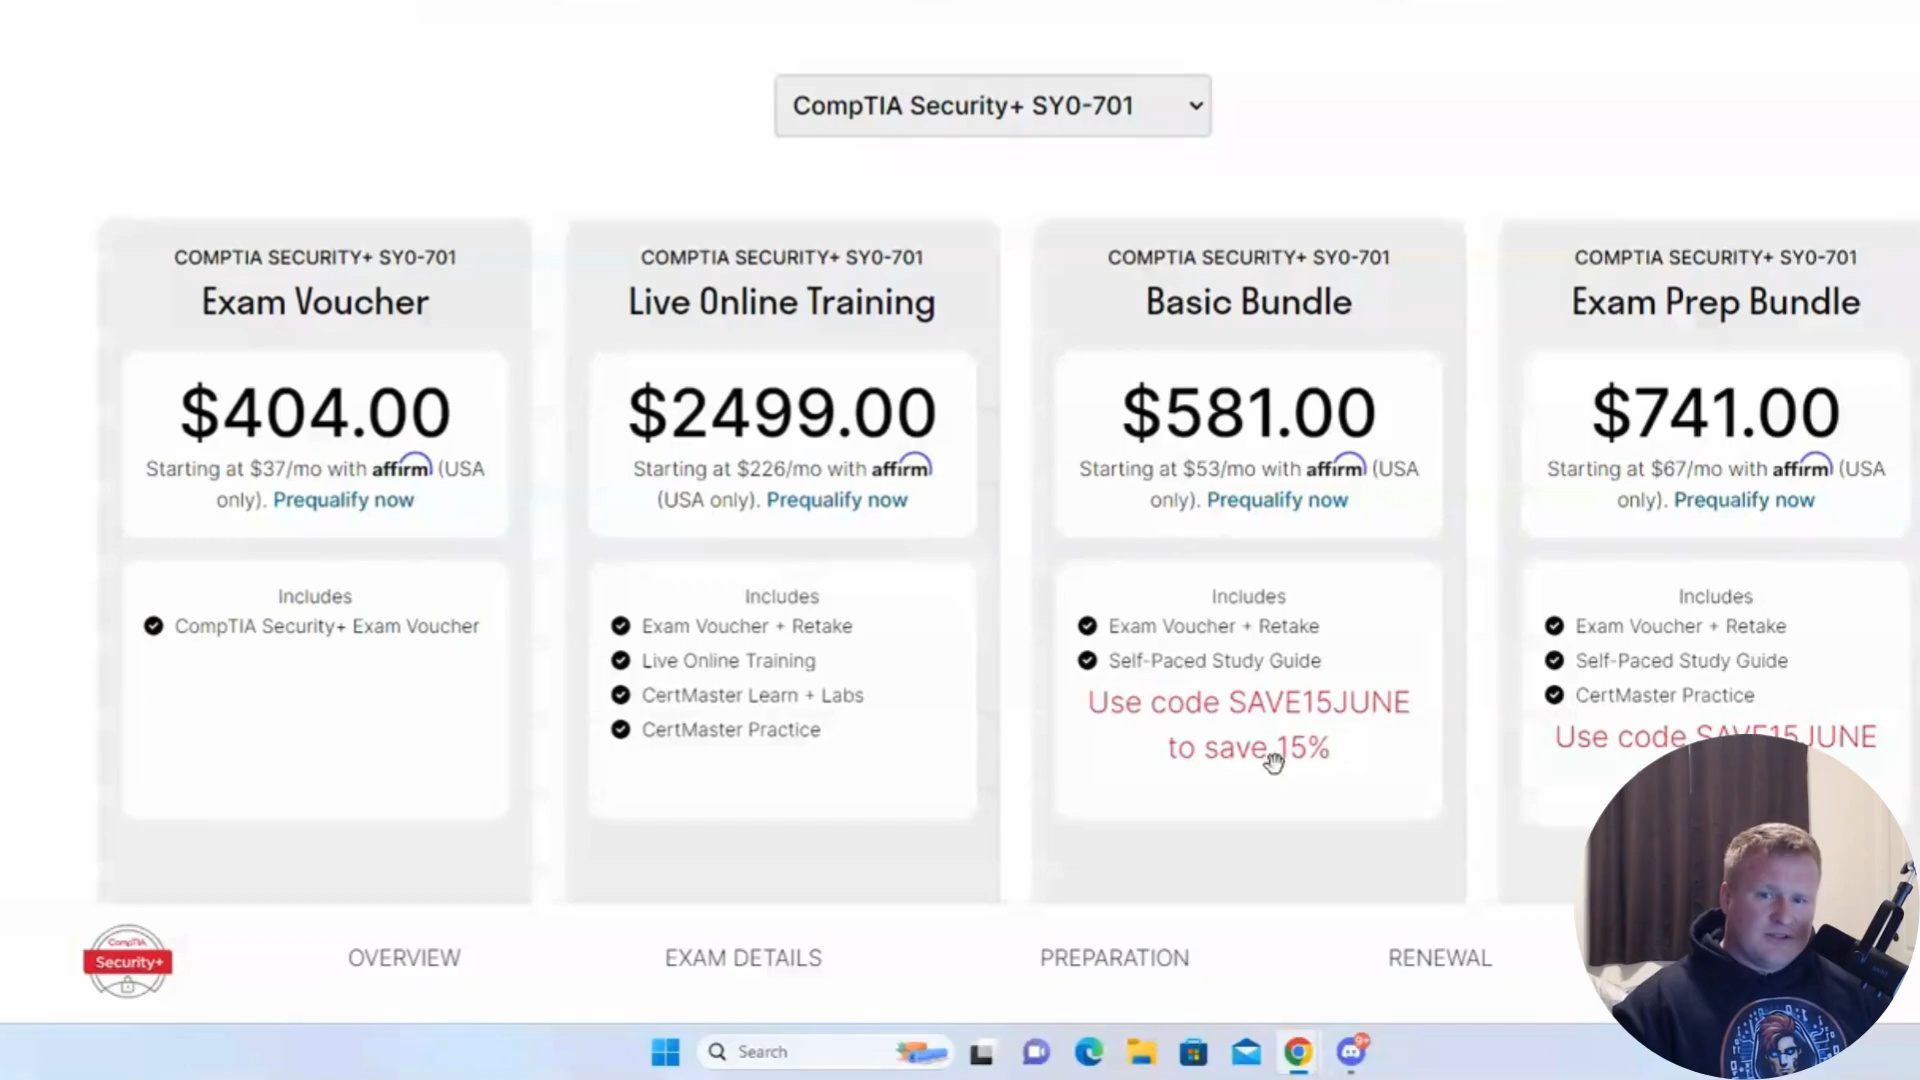 CompTIA Security+ SY0-701
COMPTIA SECURITY+ SY0-701
Exam Voucher
$404.00
Starting at $37/mo with affirm (USA
only). Prequalify now
Includes
CompTIA Security+ Exam Voucher
COMPTIA SECURITY+ SY0-701
Live Online Training
$2499.00
Starting at $226/mo with affirm
(USA only). Prequalify now
Includes
Exam Voucher + Retake
Live Online Training
CertMaster Learn + Labs
CertMaster Practice
COMPTIA SECURITY+ SY0-701
Basic Bundle
$581.00
Starting at $53/mo with affirm (USA
only). Prequalify now
Includes
Exam Voucher + Retake
Self-Paced Study Guide
Use code SAVE15JUNE
to save 15%
COMPTIA SECURITY+ SY0-701
Exam Prep Bundle
$741.00
Starting at $67/mo with affirm (USA
only). Prequalify now
Includes
Exam Voucher + Retake
Self-Paced Study Guide
CertMaster Practice
Use code SAVE15JUNE
CompTIA
Security+
OVERVIEW
EXAM DETAILS
PREPARATION
RENEWAL
Search
9+